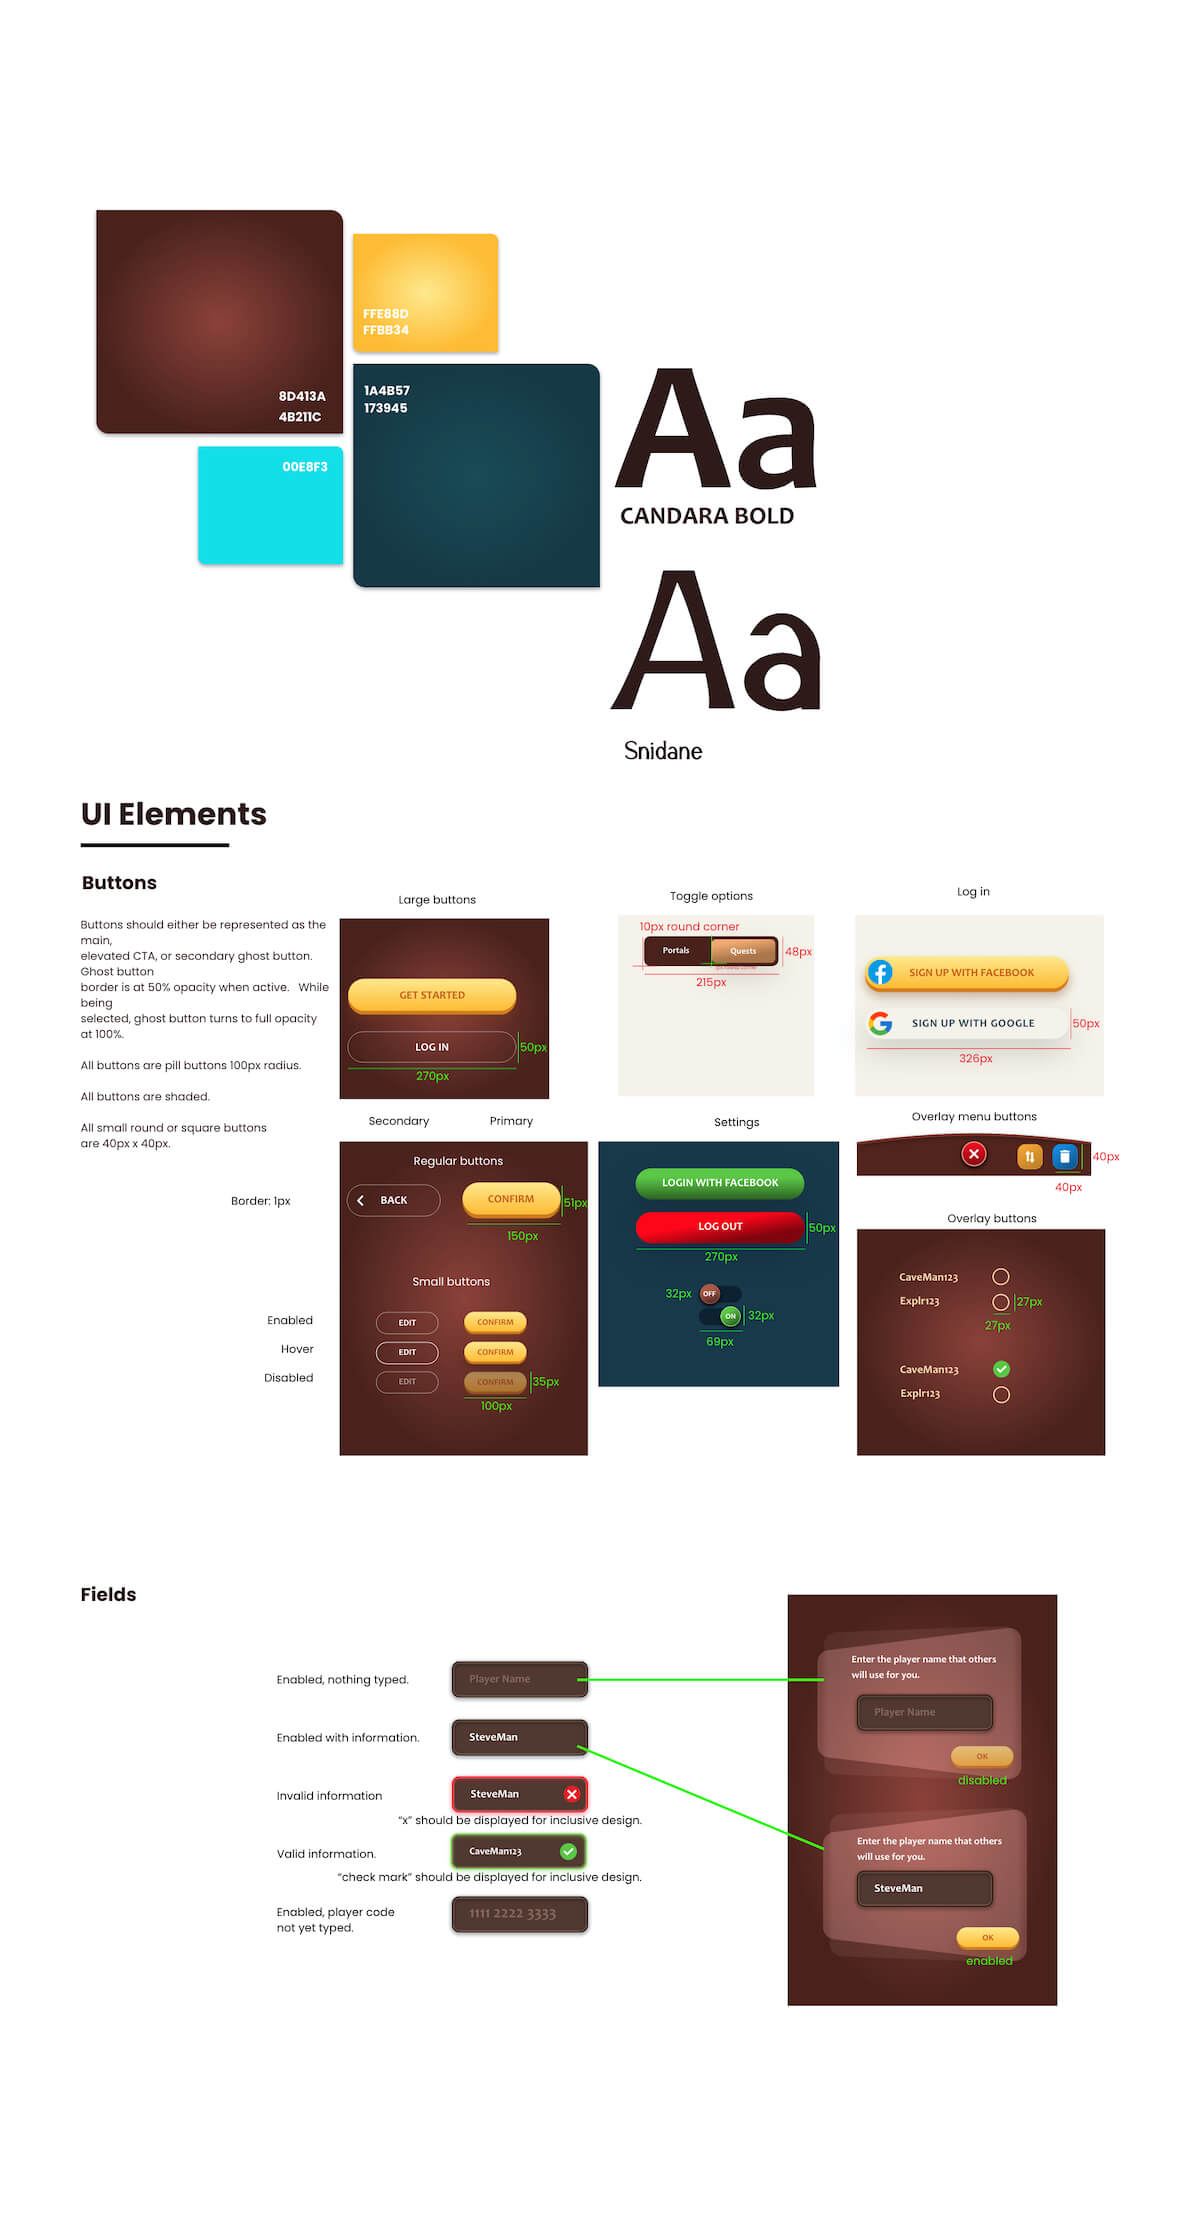 8D413A
4B211C
FFE88D
FFBB34
00E8F3
1A4B57
173945
Aa
CANDARA BOLD
Aa
Snidane
UI Elements
Buttons
Buttons should either be represented as the
main,
elevated CTA, or secondary ghost button.
Ghost button
border is at 50% opacity when active. While
being
selected, ghost button turns to full opacity
at 100%.
All buttons are pill buttons 100px radius.
All buttons are shaded.
All small round or square buttons
are 40px x 40px.
Large buttons
GET STARTED
LOG IN
50px
270px
Toggle options
10px round corner
Portals
Quests
48px
215px
Log in
SIGN UP WITH FACEBOOK
SIGN UP WITH GOOGLE
50px
326px
Secondary
Primary
Regular buttons
Border: 1px
BACK
CONFIRM
51px
150px
Small buttons
Enabled
EDIT
CONFIRM
Hover
EDIT
CONFIRM
Disabled
EDIT
CONFIRM
35px
100px
Settings
LOGIN WITH FACEBOOK
LOG OUT
50px
270px
32px
OFF
ON
32px
69px
Overlay menu buttons
40px
40px
Overlay buttons
CaveMan123
Explr123
27px
27px
CaveMan123
Explr123
Fields
Enabled, nothing typed.
Player Name
Enabled with information.
SteveMan
Invalid information
SteveMan
“x” should be displayed for inclusive design.
Valid information.
CaveMan123
“check mark” should be displayed for inclusive design.
Enabled, player code
not yet typed.
1111 2222 3333
Enter the player name that others
will use for you.
Player Name
OK
disabled
Enter the player name that others
will use for you.
SteveMan
OK
enabled